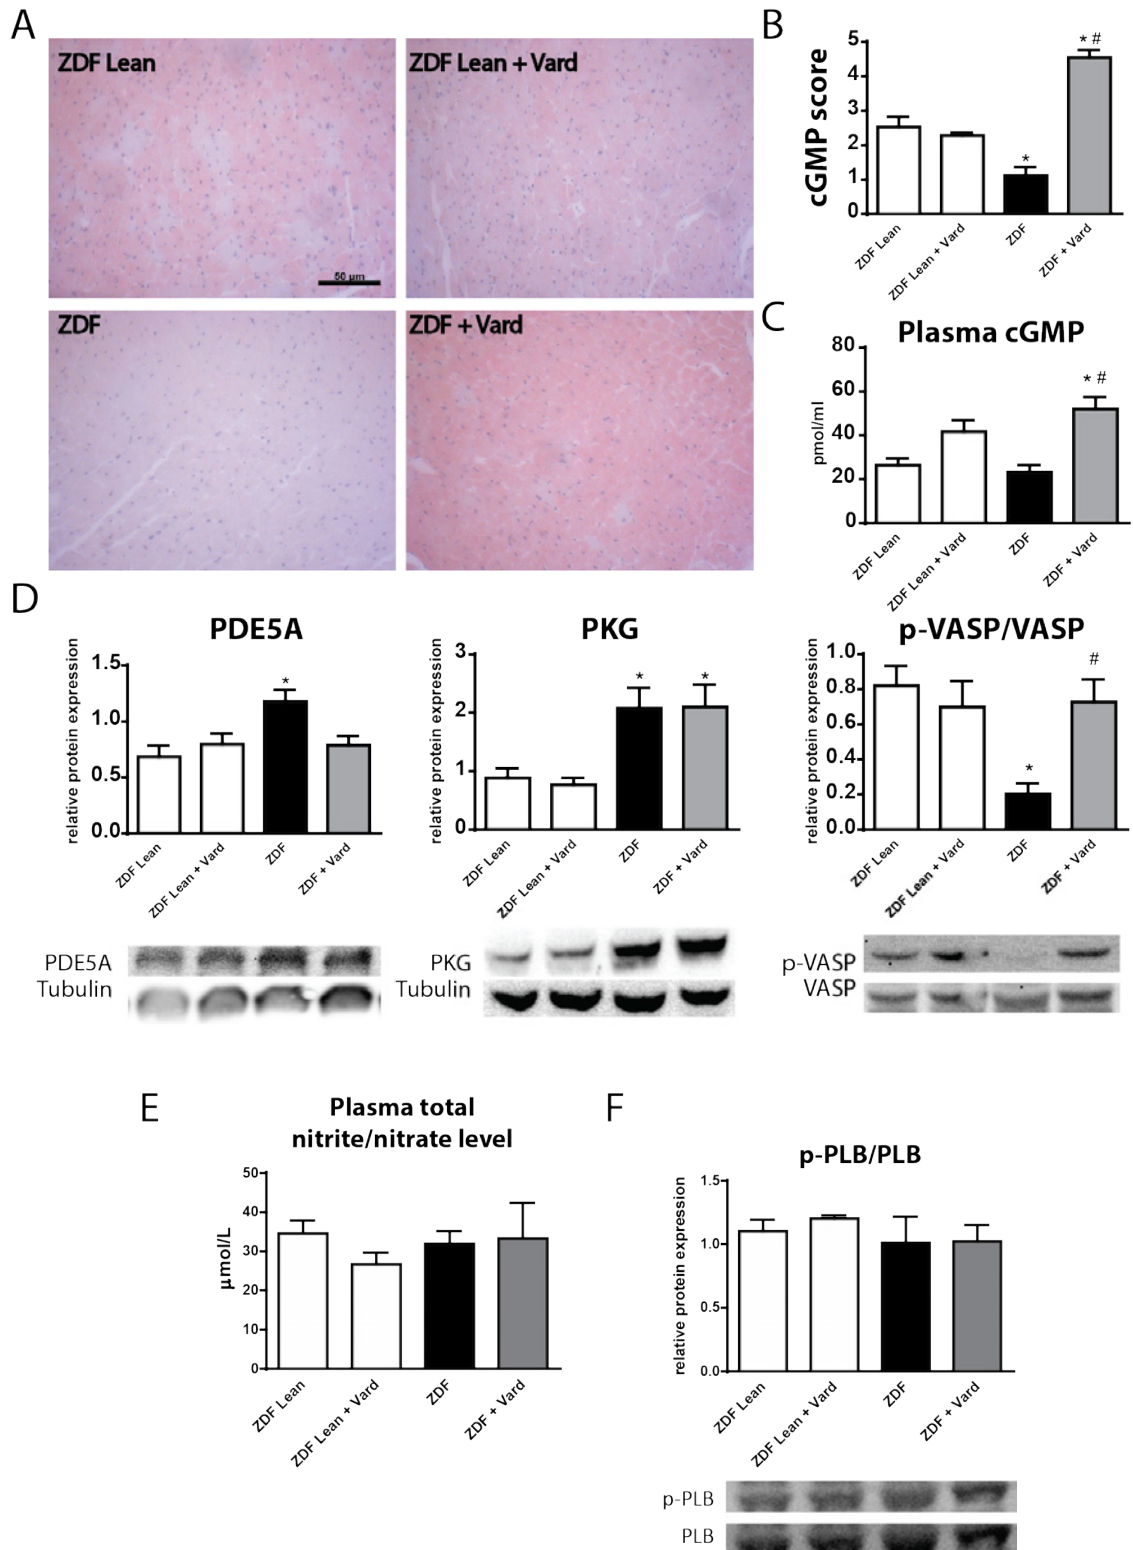 A
ZDF Lean
ZDF Lean + Vard
50 µm
ZDF
ZDF + Vard
B
cGMP score
5
4
3
2
1
0
* #
*
ZDF Lean
ZDF Lean + Vard
ZDF
ZDF + Vard
C
Plasma cGMP
pmol/ml
80
60
40
20
0
* #
ZDF Lean
ZDF Lean + Vard
ZDF
ZDF + Vard
D
PDE5A
relative protein expression
1.5
1.0
0.5
0.0
*
ZDF Lean
ZDF Lean + Vard
ZDF
ZDF + Vard
PDE5A
Tubulin
PKG
relative protein expression
3
2
1
0
*
*
ZDF Lean
ZDF Lean + Vard
ZDF
ZDF + Vard
PKG
Tubulin
p-VASP/VASP
relative protein expression
1.0
0.8
0.6
0.4
0.2
0.0
*
#
ZDF Lean
ZDF Lean + Vard
ZDF
ZDF + Vard
p-VASP
VASP
E
Plasma total
nitrite/nitrate level
µmol/L
50
40
30
20
10
0
ZDF Lean
ZDF Lean + Vard
ZDF
ZDF + Vard
F
p-PLB/PLB
relative protein expression
1.5
1.0
0.5
0.0
ZDF Lean
ZDF Lean + Vard
ZDF
ZDF + Vard
p-PLB
PLB